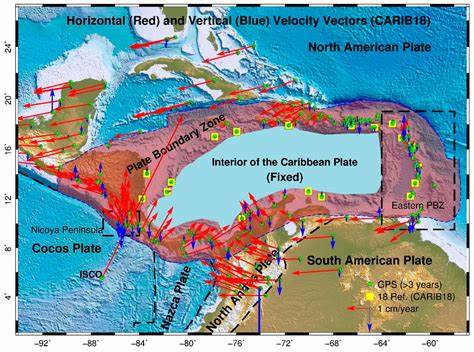 Horizontal (Red) and Vertical (Blue) Velocity Vectors (CARIB18)
North American Plate
Plate Boundary Zone
Interior of the Caribbean Plate
(Fixed)
Eastern PBZ
Nicoya Peninsula
Cocos Plate
ISCO
Nazca Plate
North Andes Plate
South American Plate
GPS (>3 years)
18 Ref. (CARIB18)
1 cm/year
24°
20°
16°
12°
8°
4°
−96° −92° −88° −84° −80° −76° −72° −68° −64° −60°